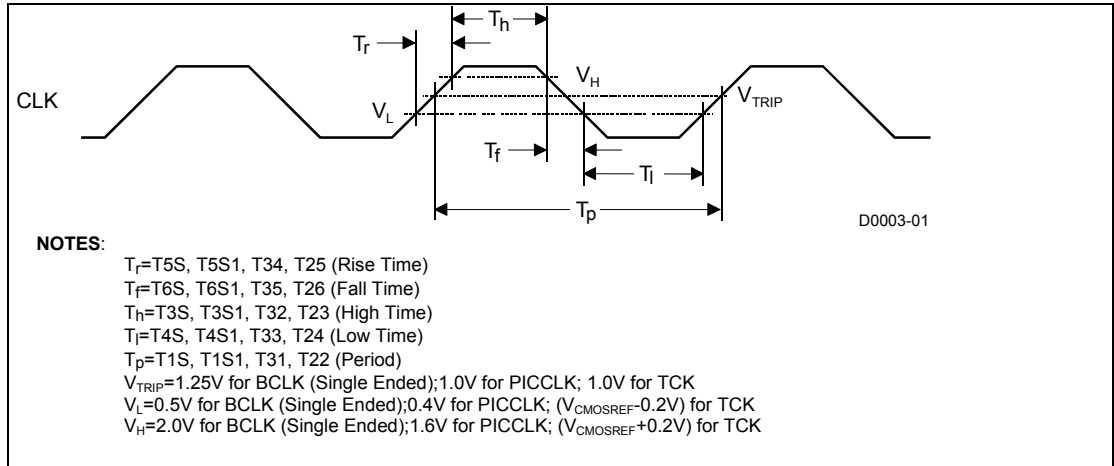 Th
Tr
VH
CLK
VTRIP
VL
Tf
Tl
Tp
D0003-01
NOTES:
Tr=T5S, T5S1, T34, T25 (Rise Time)
Tf=T6S, T6S1, T35, T26 (Fall Time)
Th=T3S, T3S1, T32, T23 (High Time)
Tl=T4S, T4S1, T33, T24 (Low Time)
Tp=T1S, T1S1, T31, T22 (Period)
VTRIP=1.25V for BCLK (Single Ended);1.0V for PICCLK; 1.0V for TCK
VL=0.5V for BCLK (Single Ended);0.4V for PICCLK; (VCMOSREF-0.2V) for TCK
VH=2.0V for BCLK (Single Ended);1.6V for PICCLK; (VCMOSREF+0.2V) for TCK